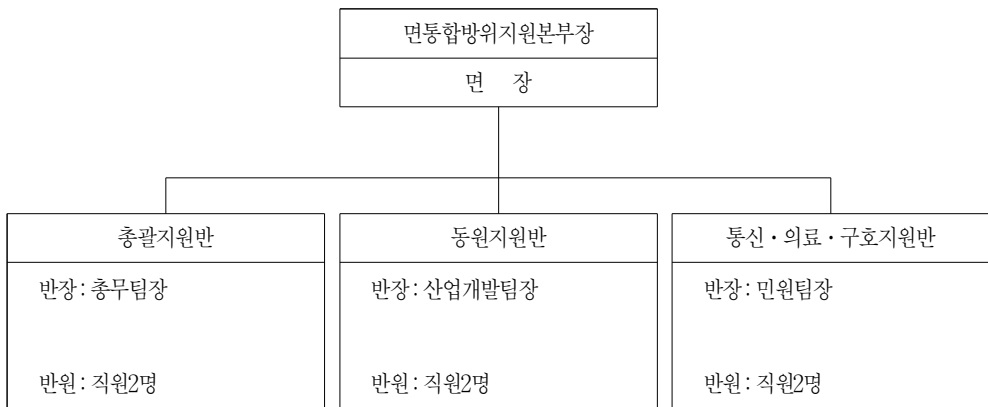 면통합방위지원본부장
면 장
총괄지원반
반장 : 총무팀장
반원 : 직원2명
동원지원반
반장 : 산업개발팀장
반원 : 직원2명
통신·의료·구호지원반
반장 : 민원팀장
반원 : 직원2명